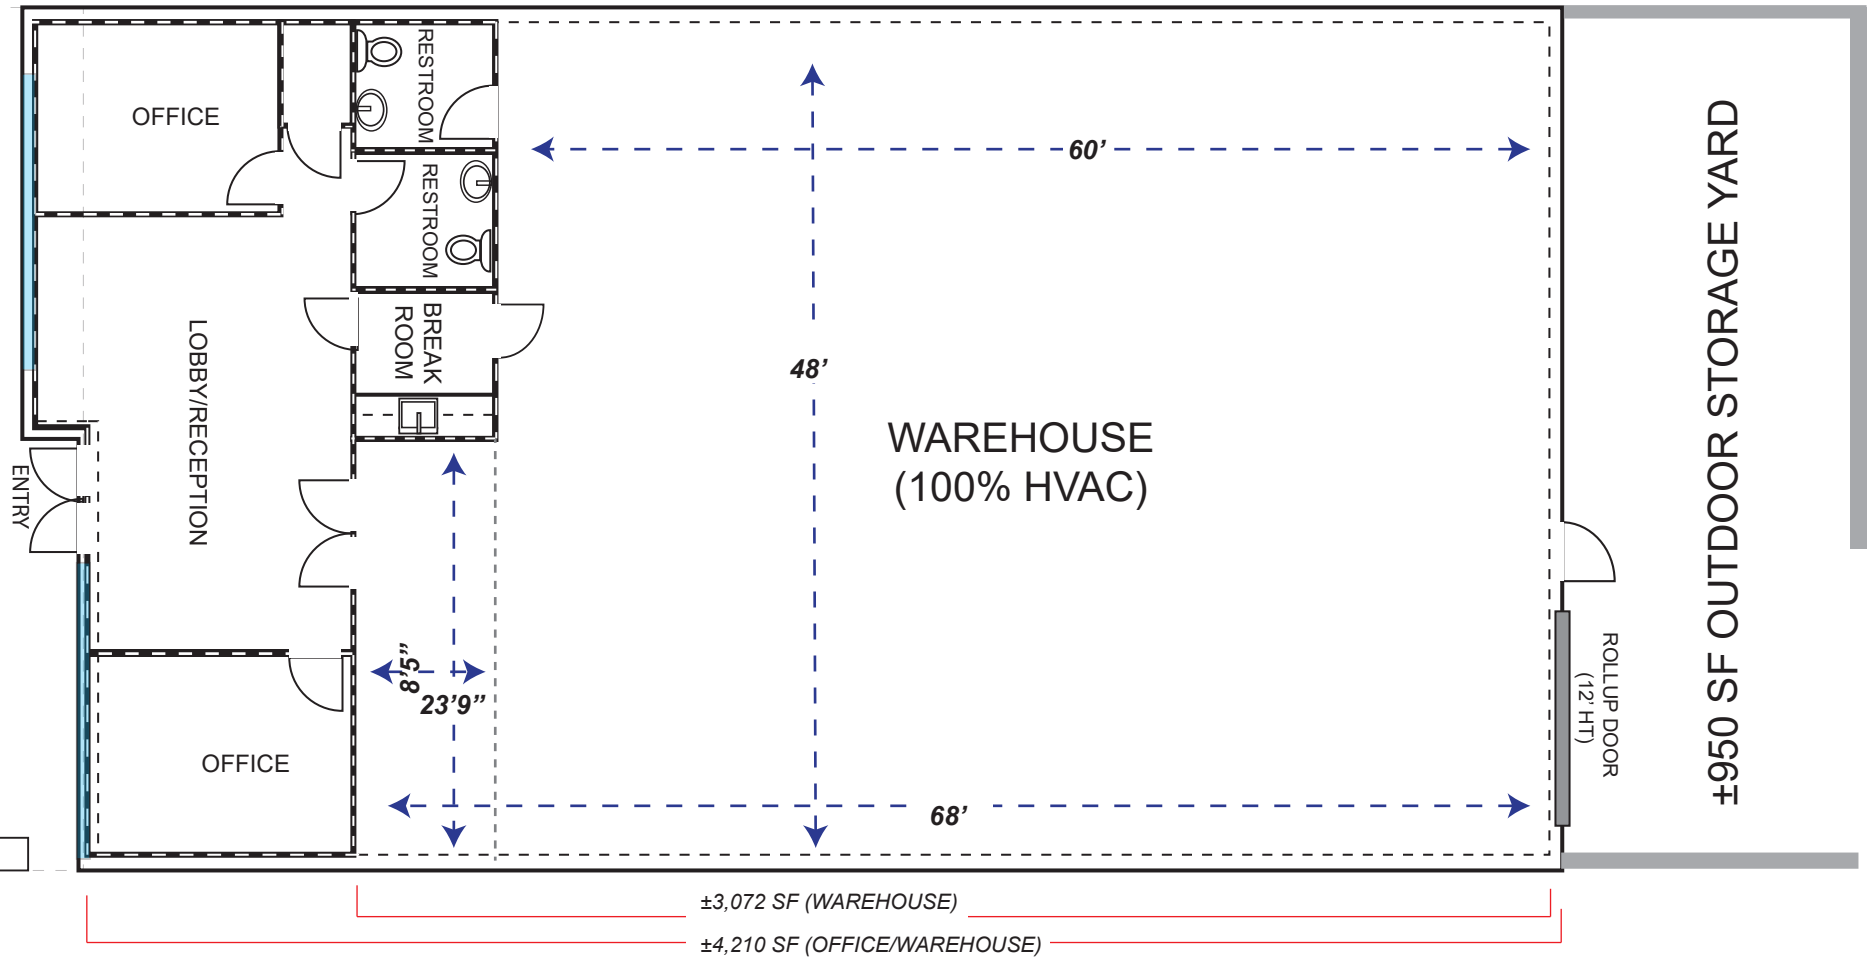 OFFICE
RESTROOM
RESTROOM
BREAK
ROOM
LOBBY/RECEPTION
ENTRY
OFFICE
60’
48’
WAREHOUSE
(100% HVAC)
8’5”
23’9”
68’
ROLLUP DOOR
(12’ HT)
±950 SF OUTDOOR STORAGE YARD
±3,072 SF (WAREHOUSE)
±4,210 SF (OFFICE/WAREHOUSE)